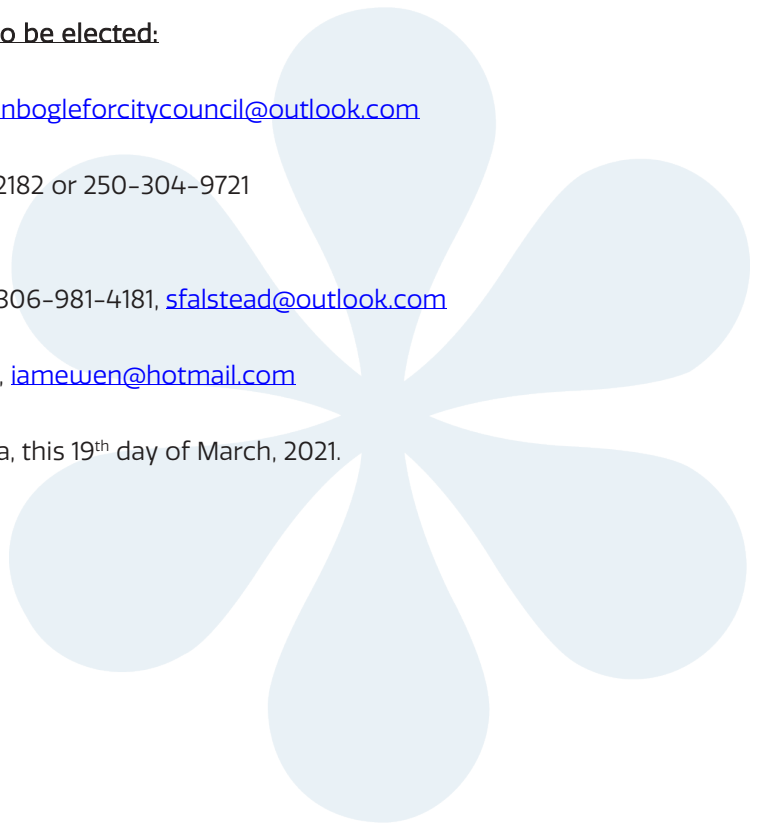 o be elected:
nbogleforcitycouncil@outlook.com
2182 or 250-304-9721
306-981-4181, sfalstead@outlook.com
, iamewen@hotmail.com
a, this 19th day of March, 2021.